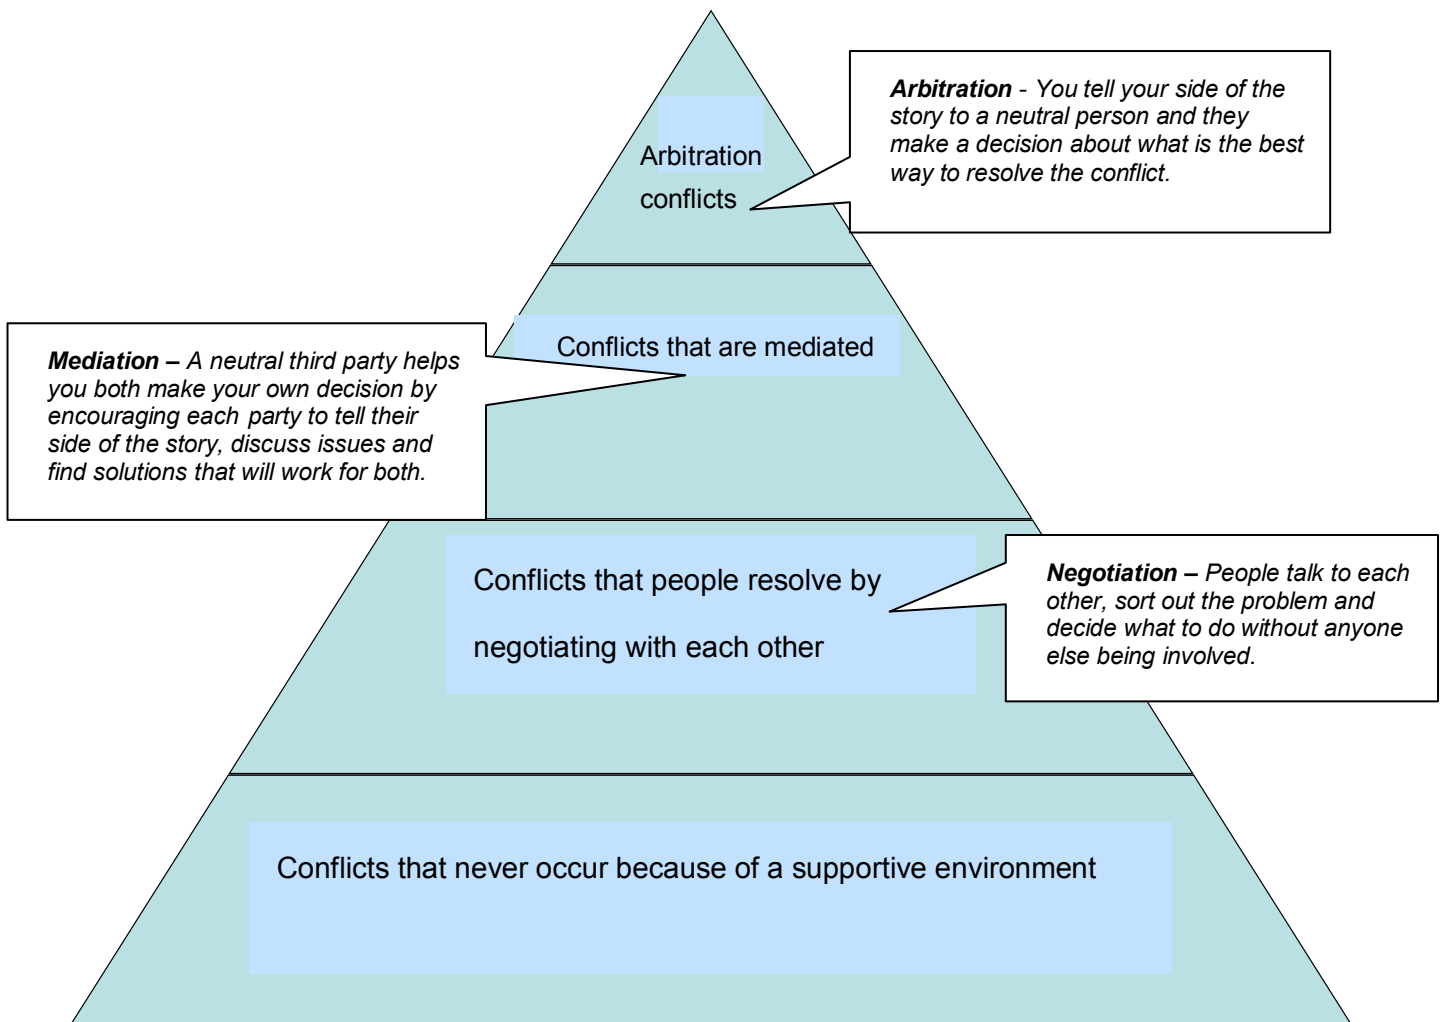 Arbitration - You tell your side of the
story to a neutral person and they
make a decision about what is the best
way to resolve the conflict.
Arbitration
conflicts
Conflicts that are mediated
Mediation – A neutral third party helps
you both make your own decision by
encouraging each party to tell their
side of the story, discuss issues and
find solutions that will work for both.
Conflicts that people resolve by
negotiating with each other
Negotiation – People talk to each
other, sort out the problem and
decide what to do without anyone
else being involved.
Conflicts that never occur because of a supportive environment